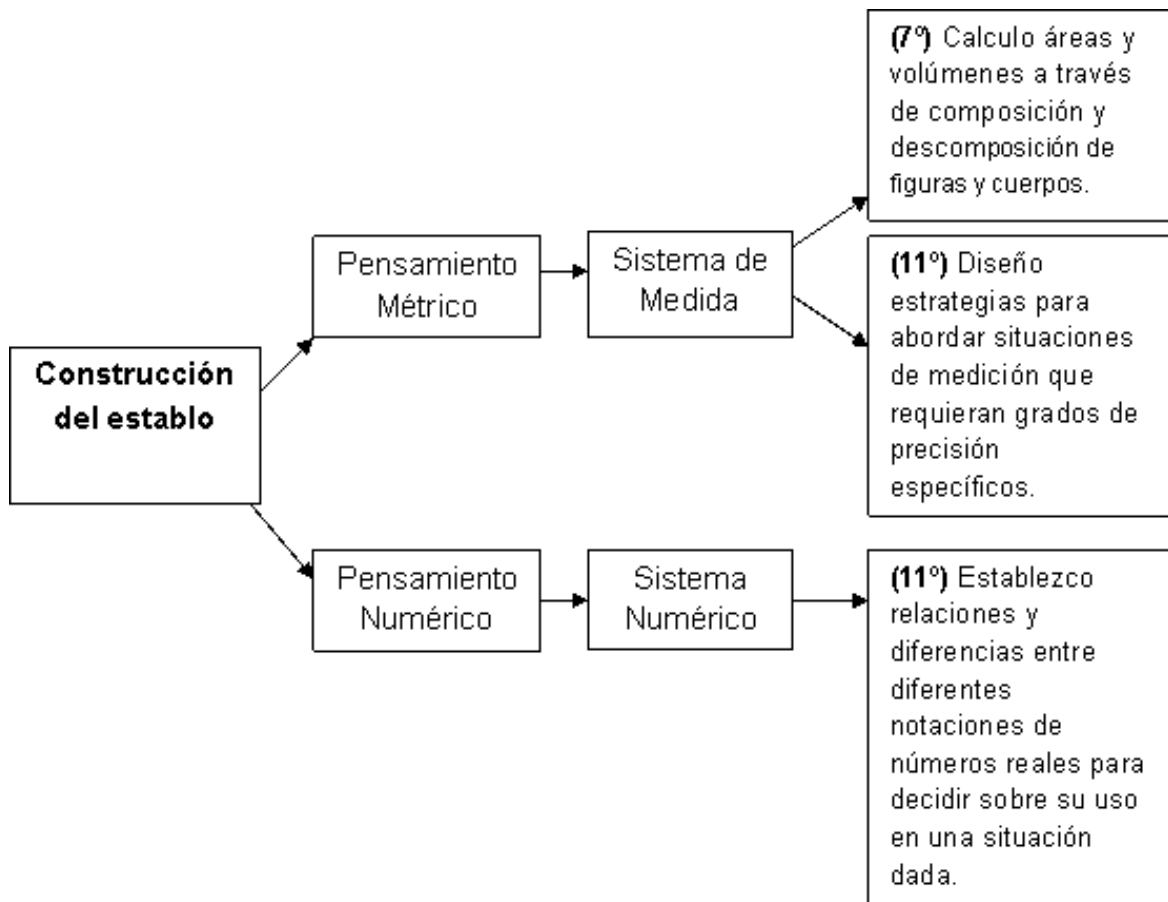 Construcción
del establo
Pensamiento
Métrico
Sistema de
Medida
(7º) Calculo áreas y
volúmenes a través
de composición y
descomposición de
figuras y cuerpos.
(11º) Diseño
estrategias para
abordar situaciones
de medición que
requieran grados de
precisión
específicos.
Pensamiento
Numérico
Sistema
Numérico
(11º) Establezco
relaciones y
diferencias entre
diferentes
notaciones de
números reales para
decidir sobre su uso
en una situación
dada.